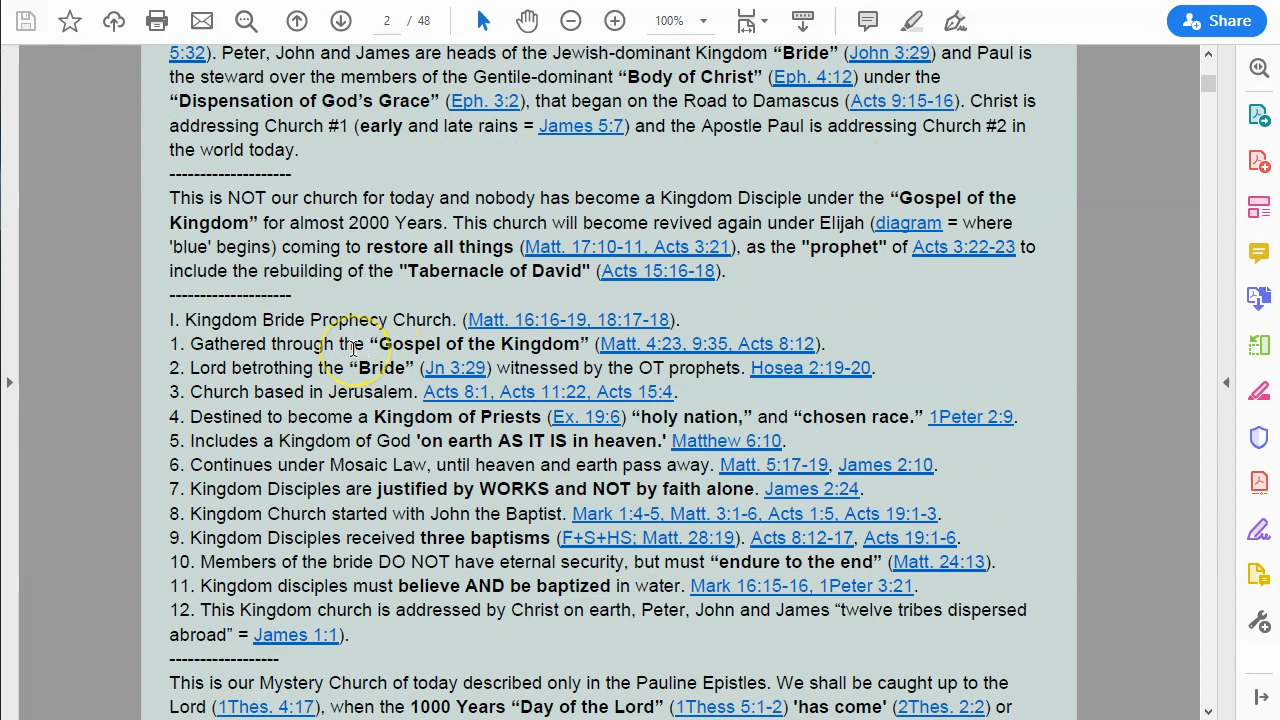 2 / 48
100%
Share
5:32). Peter, John and James are heads of the Jewish-dominant Kingdom “Bride” (John 3:29) and Paul is
the steward over the members of the Gentile-dominant “Body of Christ” (Eph. 4:12) under the
“Dispensation of God’s Grace” (Eph. 3:2), that began on the Road to Damascus (Acts 9:15-16). Christ is
addressing Church #1 (early and late rains = James 5:7) and the Apostle Paul is addressing Church #2 in
the world today.
--------------------
This is NOT our church for today and nobody has become a Kingdom Disciple under the “Gospel of the
Kingdom” for almost 2000 Years. This church will become revived again under Elijah (diagram = where
'blue' begins) coming to restore all things (Matt. 17:10-11, Acts 3:21), as the "prophet" of Acts 3:22-23 to
include the rebuilding of the "Tabernacle of David" (Acts 15:16-18).
--------------------
I. Kingdom Bride Prophecy Church. (Matt. 16:16-19, 18:17-18).
1. Gathered through the “Gospel of the Kingdom” (Matt. 4:23, 9:35, Acts 8:12).
2. Lord betrothing the “Bride” (Jn 3:29) witnessed by the OT prophets. Hosea 2:19-20.
3. Church based in Jerusalem. Acts 8:1, Acts 11:22, Acts 15:4.
4. Destined to become a Kingdom of Priests (Ex. 19:6) “holy nation,” and “chosen race.” 1Peter 2:9.
5. Includes a Kingdom of God 'on earth AS IT IS in heaven.' Matthew 6:10.
6. Continues under Mosaic Law, until heaven and earth pass away. Matt. 5:17-19, James 2:10.
7. Kingdom Disciples are justified by WORKS and NOT by faith alone. James 2:24.
8. Kingdom Church started with John the Baptist. Mark 1:4-5, Matt. 3:1-6, Acts 1:5, Acts 19:1-3.
9. Kingdom Disciples received three baptisms (F+S+HS; Matt. 28:19). Acts 8:12-17, Acts 19:1-6.
10. Members of the bride DO NOT have eternal security, but must “endure to the end” (Matt. 24:13).
11. Kingdom disciples must believe AND be baptized in water. Mark 16:15-16, 1Peter 3:21.
12. This Kingdom church is addressed by Christ on earth, Peter, John and James “twelve tribes dispersed
abroad” = James 1:1).
------------------
This is our Mystery Church of today described only in the Pauline Epistles. We shall be caught up to the
Lord (1Thes. 4:17), when the 1000 Years “Day of the Lord” (1Thess 5:1-2) 'has come' (2Thes. 2:2) or